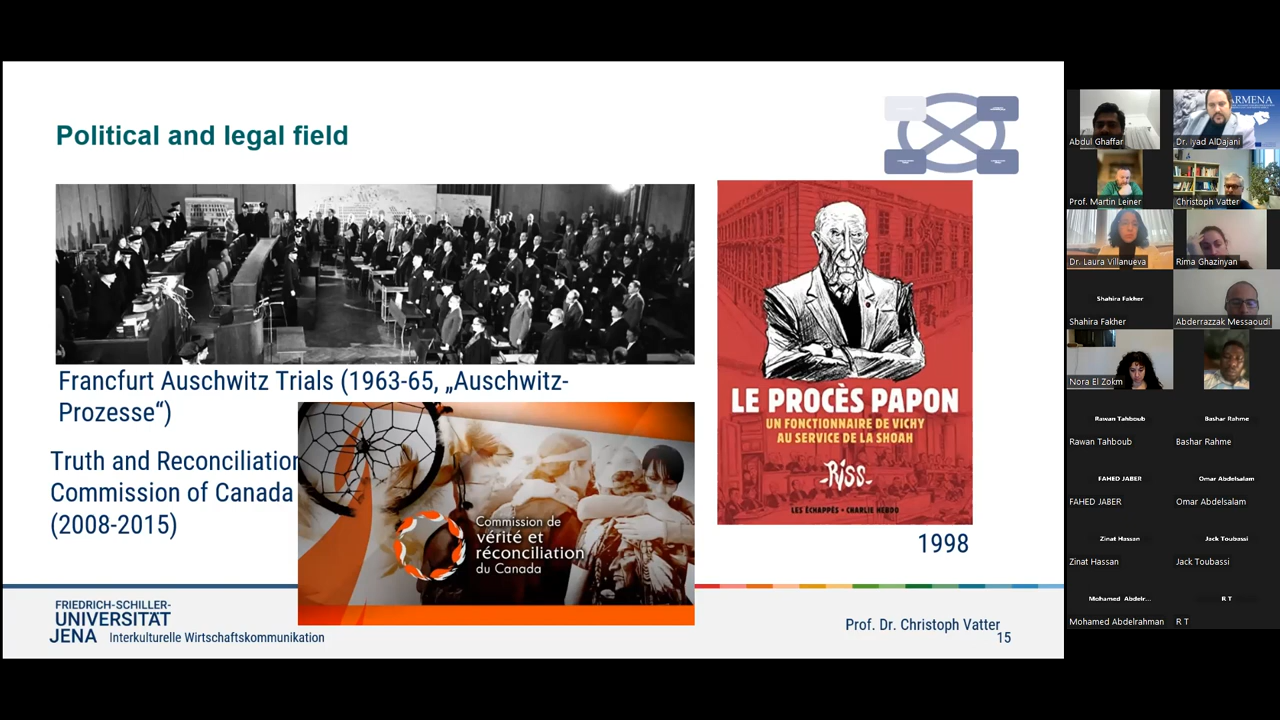 Political and legal field
Francfurt Auschwitz Trials (1963-65, „Auschwitz-
Prozesse“)
Truth and Reconciliation
Commission of Canada
(2008-2015)
Commission de
vérité et
réconciliation
du Canada
LE PROCÈS PAPON
UN FONCTIONNAIRE DE VICHY
AU SERVICE DE LA SHOAH
-RISS-
LES ÉCHAPPÉS • CHARLIE HEBDO
1998
FRIEDRICH-SCHILLER-
UNIVERSITÄT
JENA Interkulturelle Wirtschaftskommunikation
Prof. Dr. Christoph Vatter
15
Abdul Ghaffar
ARMENA
Dr. Iyad AlDajani
Prof. Martin Leiner
Christoph Vatter
Dr. Laura Villanueva
Rima Ghazinyan
Shahira Fakher
Shahira Fakher
Abderrazzak Messaoudi
Nora El Zokm
Rawan Tahboub
Rawan Tahboub
Bashar Rahme
Bashar Rahme
FAHED JABER
FAHED JABER
Omar Abdelsalam
Omar Abdelsalam
Zinat Hassan
Zinat Hassan
Jack Toubassi
Jack Toubassi
Mohamed Abdelr...
Mohamed Abdelrahman
R T
R T